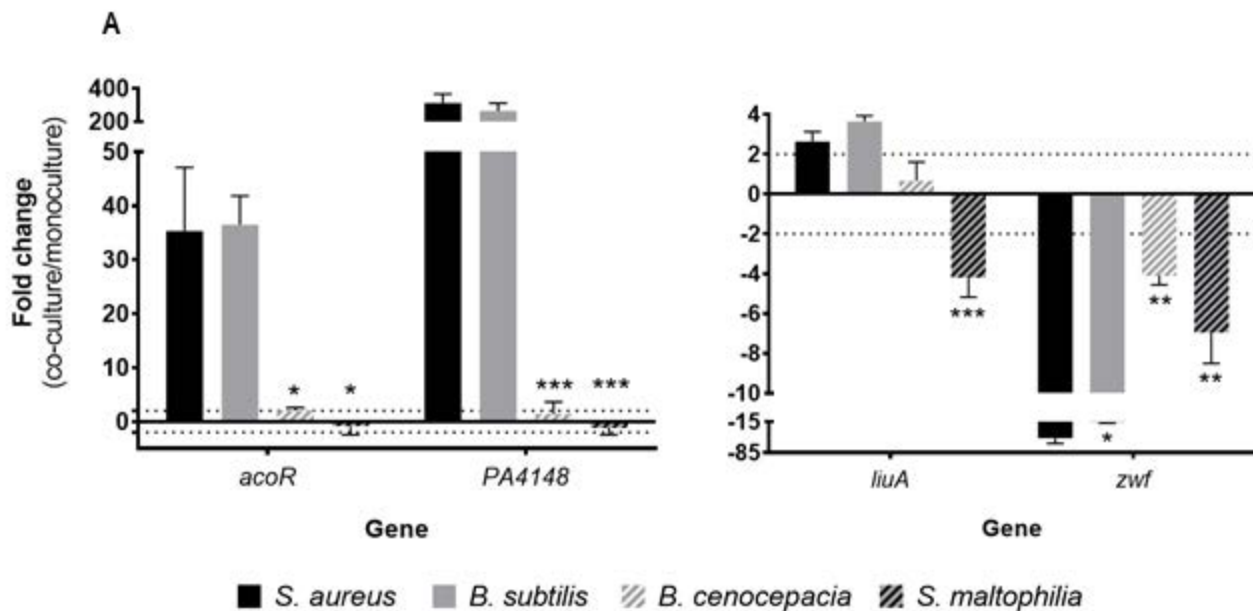 A
Fold change
(co-culture/monoculture)
400
200
50
40
30
20
10
0
* * *** ***
acoR PA4148
Gene
4
2
0
-2
-4
-6
-8
-10
-15
-85
*** * ** **
liuA zwf
Gene
S. aureus B. subtilis B. cenocepacia S. maltophilia